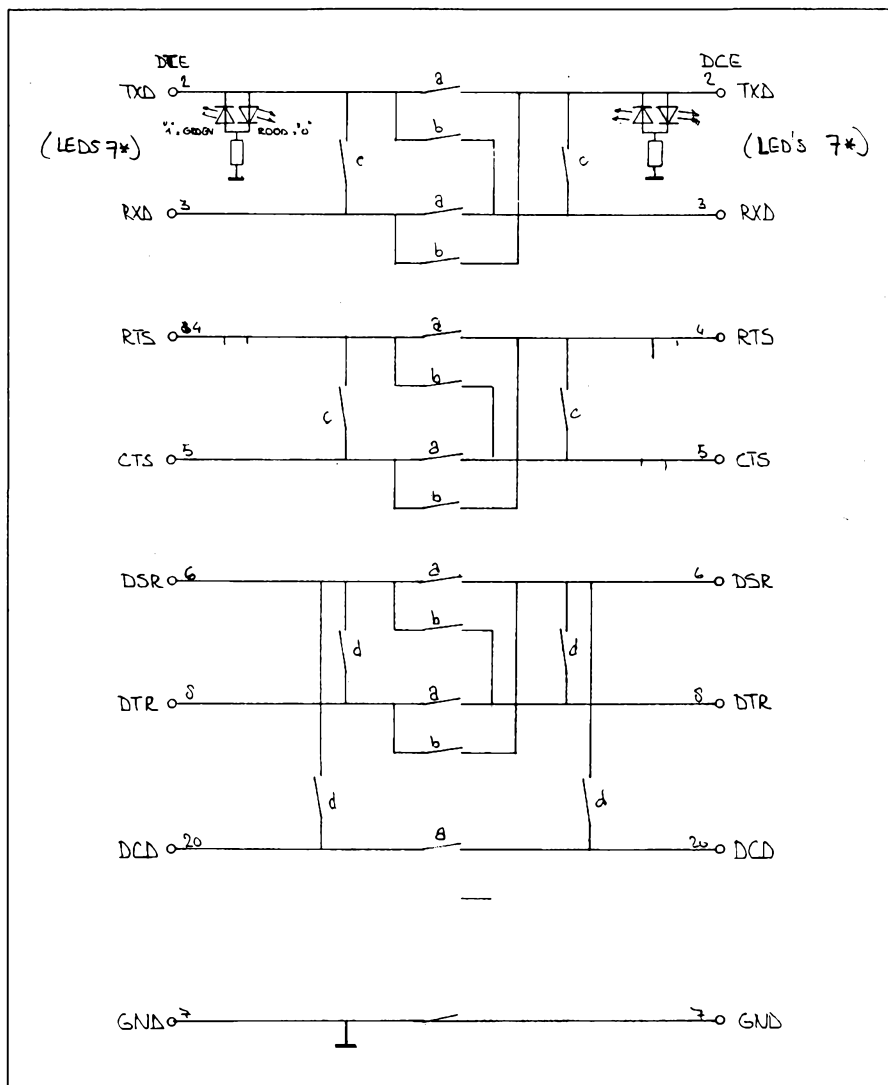 DTE DCE
TXD 2 a 2 TXD
"1", GROEN ROOD, "0"
(LEDS 7*) b (LED'S 7*)
c c
RXD 3 a 3 RXD
b
RTS 4 a 4 RTS
b
c c
CTS 5 a 5 CTS
b
DSR 6 a 6 DSR
b
d d
DTR 8 a 8 DTR
b
d d
DCD 20 a 20 DCD
GND 7 7 GND